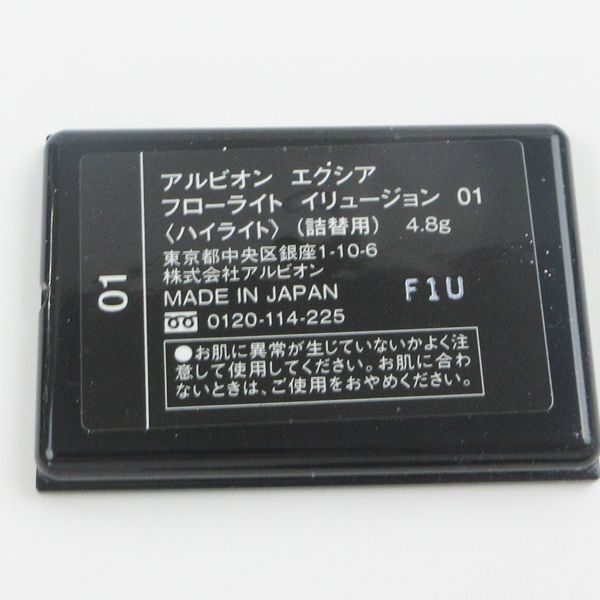 アルビオン エクシア
フローライト イリュージョン 01
〈ハイライト〉(詰替用) 4.8g
東京都中央区銀座1-10-6
株式会社アルビオン
MADE IN JAPAN F1U
0120-114-225
●お肌に異常が生じていないかよく注
意して使用してください。お肌に合わ
ないときは、ご使用をおやめください。
01